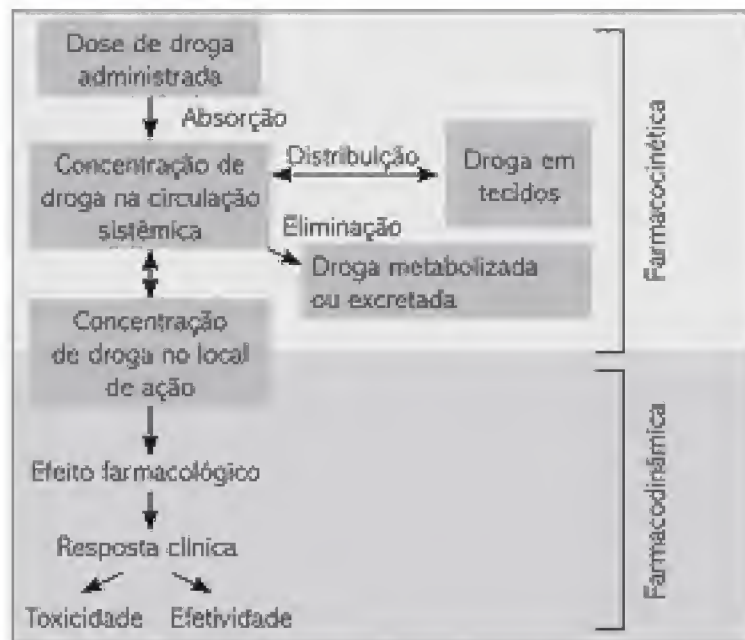 Dose de droga
administrada
Absorção
Concentração de
droga na circulação
sistêmica
Distribuição
Droga em
tecidos
Eliminação
Droga metabolizada
ou excretada
Concentração
de droga no local
de ação
Efeito farmacológico
Resposta clínica
Toxicidade Efetividade
Farmacocinética
Farmacodinâmica